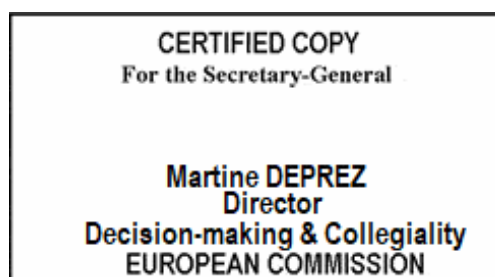 CERTIFIED COPY
For the Secretary-General
Martine DEPREZ
Director
Decision-making & Collegiality
EUROPEAN COMMISSION